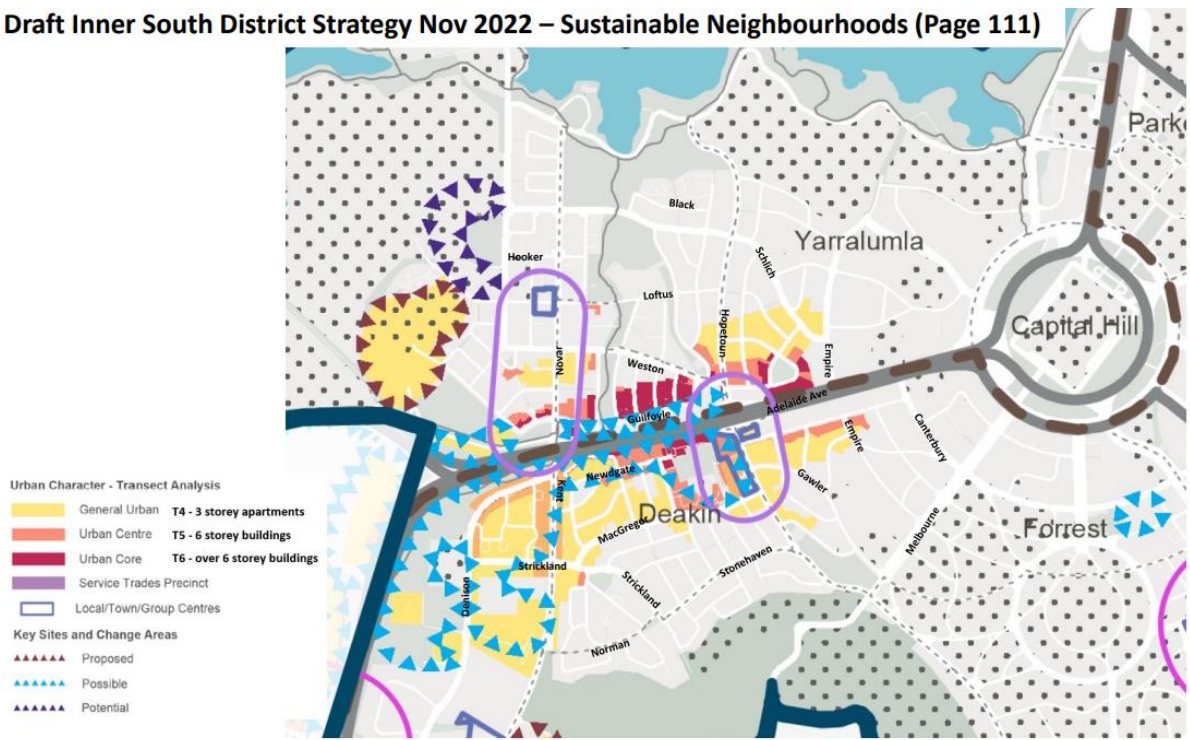 Draft Inner South District Strategy Nov 2022 – Sustainable Neighbourhoods (Page 111)
Parke
Black
Yarralumla
Schlich
Hooker
Loftus
Hopetoun
Capital Hill
Empire
Novar
Weston
Adelaide Ave
Guilfoyle
Canterbury
Empire
Newdgate
Gawler
Kent
Deakin
MacGregor
Melbourne
Forrest
Stonehaven
Strickland
Strickland
Denison
Norman
Urban Character - Transect Analysis
General Urban T4 - 3 storey apartments
Urban Centre T5 - 6 storey buildings
Urban Core T6 - over 6 storey buildings
Service Trades Precinct
Local/Town/Group Centres
Key Sites and Change Areas
Proposed
Possible
Potential